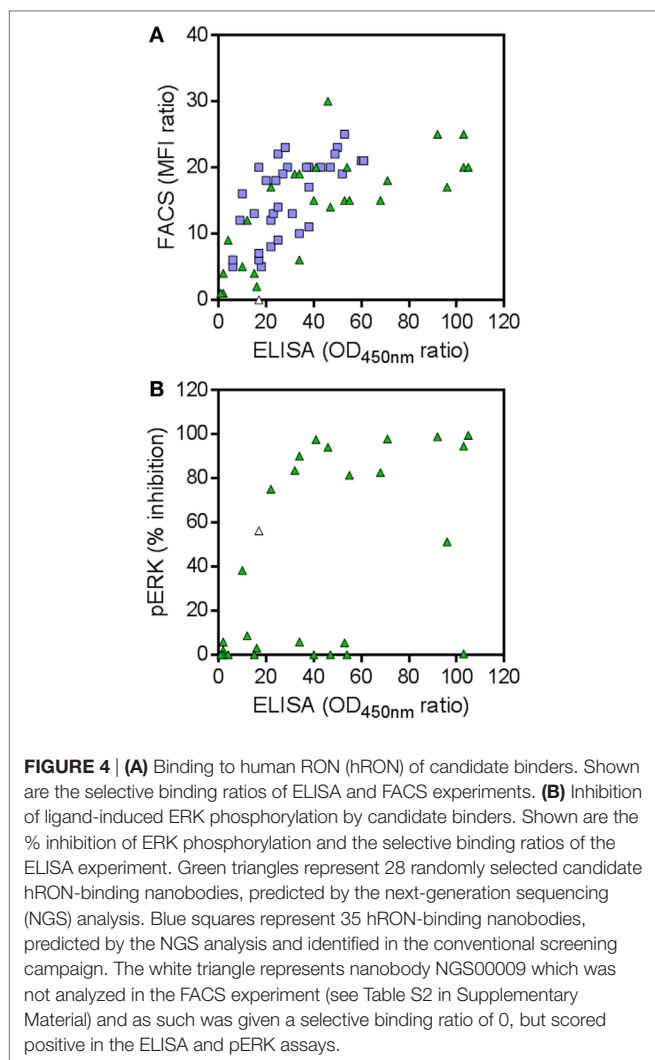 A
40
30
20
10
0
FACS (MFI ratio)
0 20 40 60 80 100 120
ELISA (OD450nm ratio)
B
120
100
80
60
40
20
0
pERK (% inhibition)
0 20 40 60 80 100 120
ELISA (OD450nm ratio)
FIGURE 4 | (A) Binding to human RON (hRON) of candidate binders. Shown
are the selective binding ratios of ELISA and FACS experiments. (B) Inhibition
of ligand-induced ERK phosphorylation by candidate binders. Shown are the
% inhibition of ERK phosphorylation and the selective binding ratios of the
ELISA experiment. Green triangles represent 28 randomly selected candidate
hRON-binding nanobodies, predicted by the next-generation sequencing
(NGS) analysis. Blue squares represent 35 hRON-binding nanobodies,
predicted by the NGS analysis and identified in the conventional screening
campaign. The white triangle represents nanobody NGS00009 which was
not analyzed in the FACS experiment (see Table S2 in Supplementary
Material) and as such was given a selective binding ratio of 0, but scored
positive in the ELISA and pERK assays.